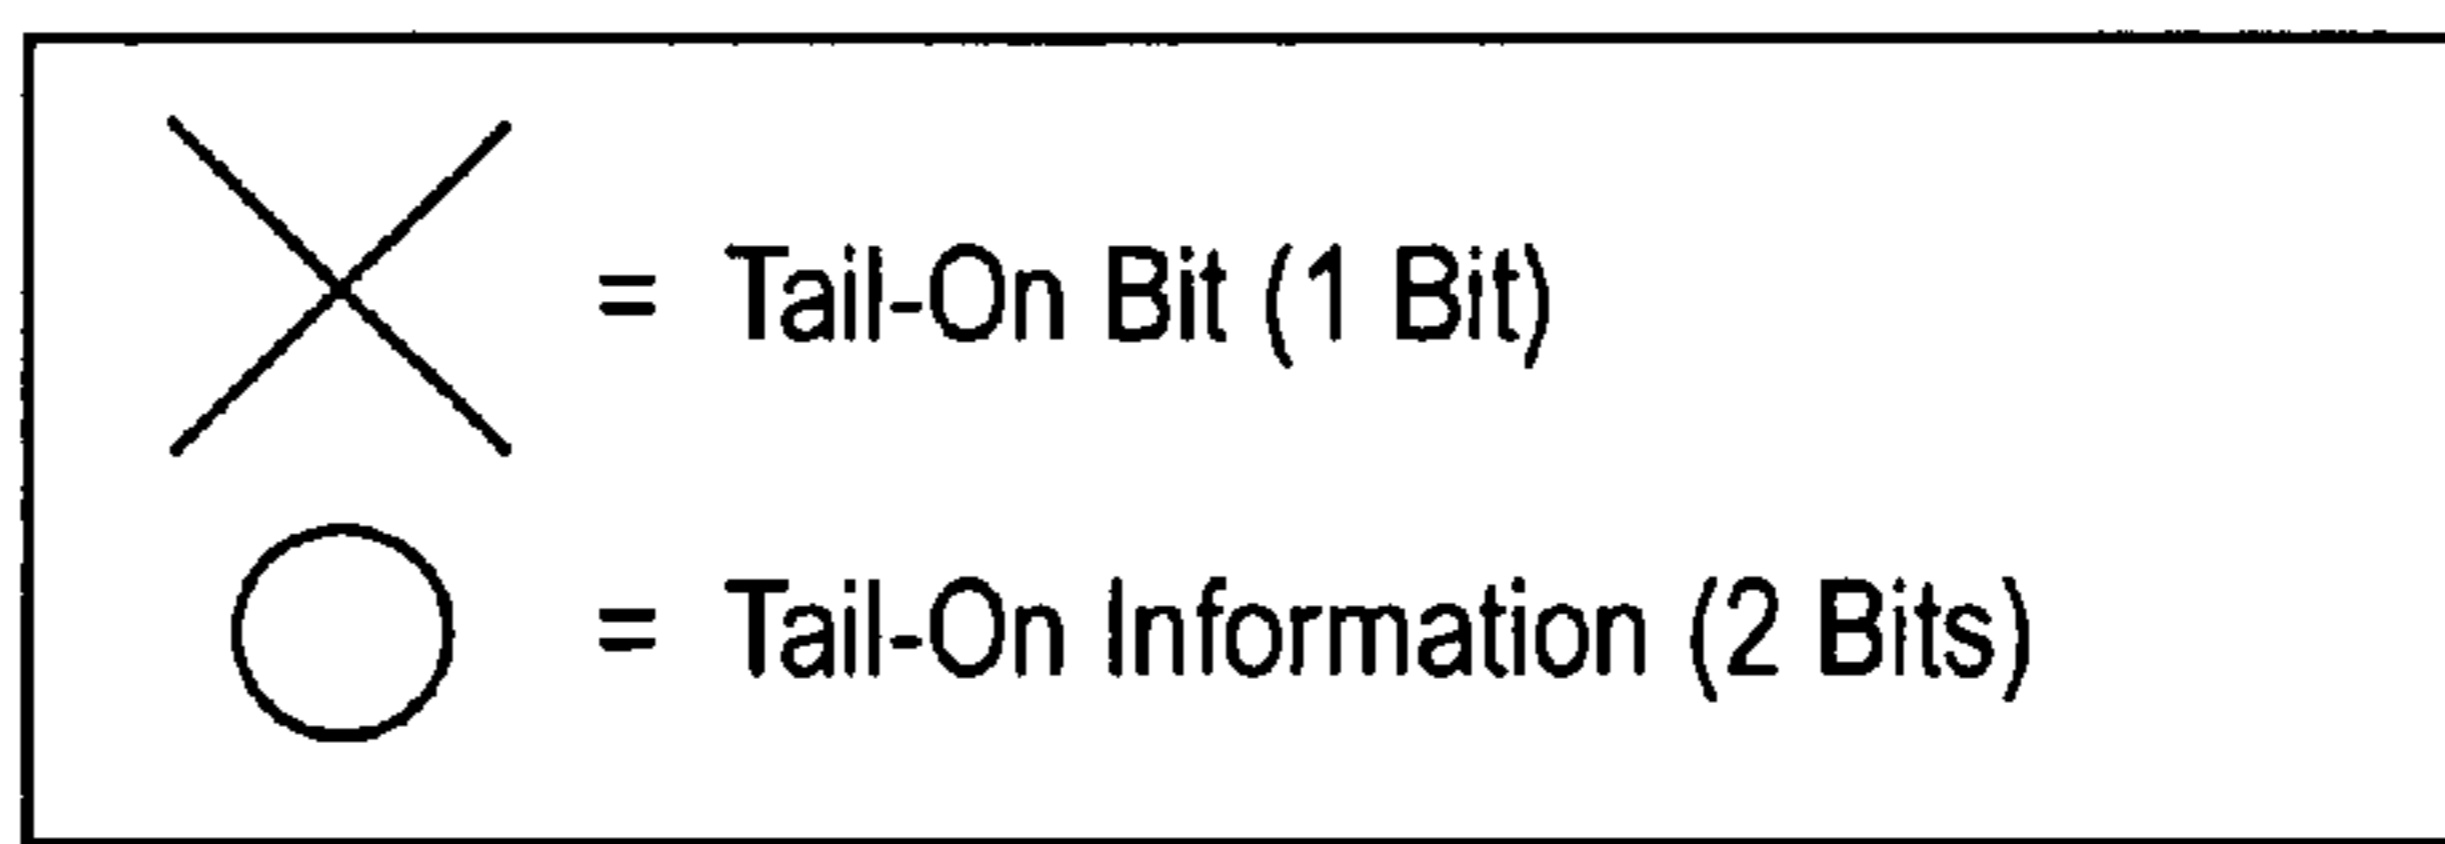 = Tail-On Bit (1 Bit)
= Tail-On Information (2 Bits)